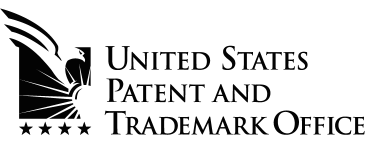 United States
Patent and
Trademark Office